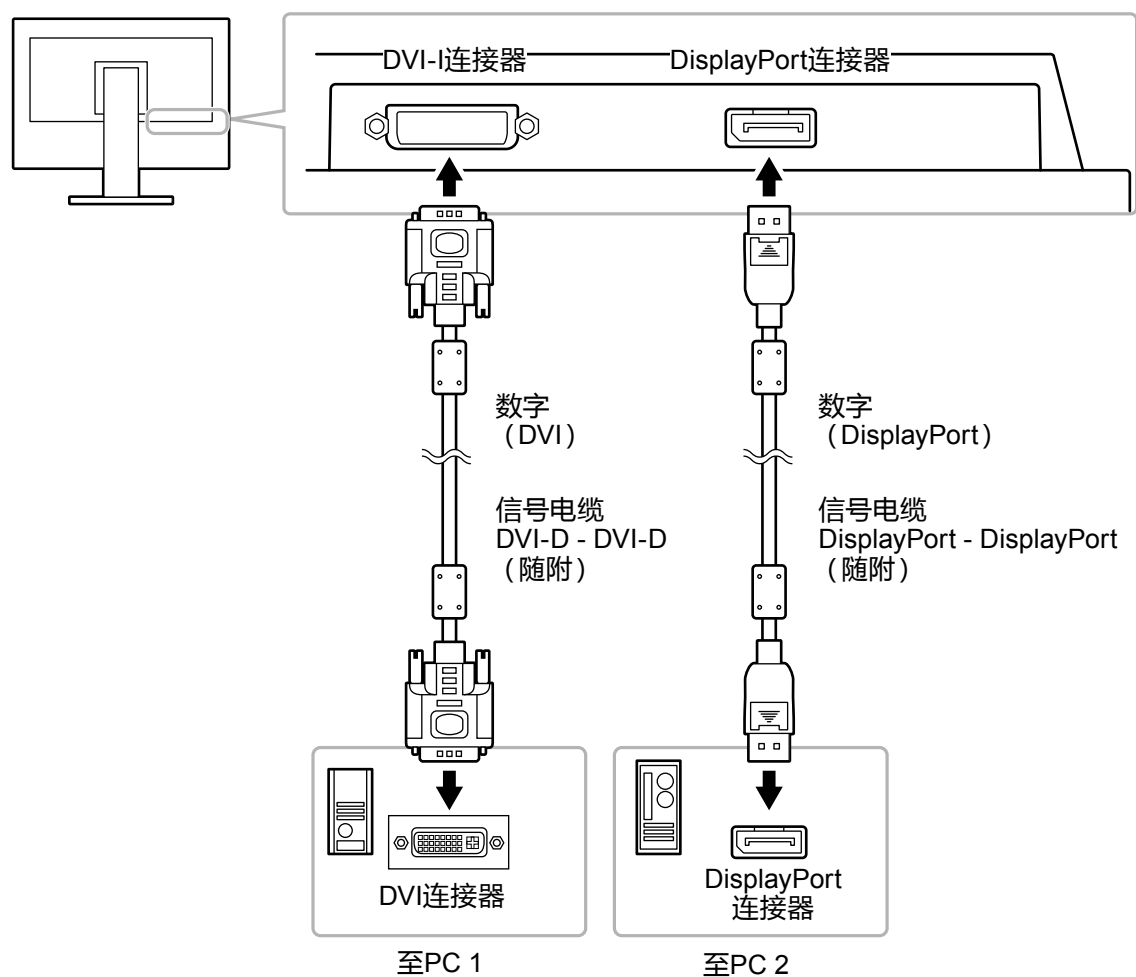 DVI-I连接器
DisplayPort连接器
数字
（DVI）
数字
（DisplayPort）
信号电缆
DVI-D - DVI-D
（随附）
信号电缆
DisplayPort - DisplayPort
（随附）
DVI连接器
DisplayPort
连接器
至PC 1
至PC 2